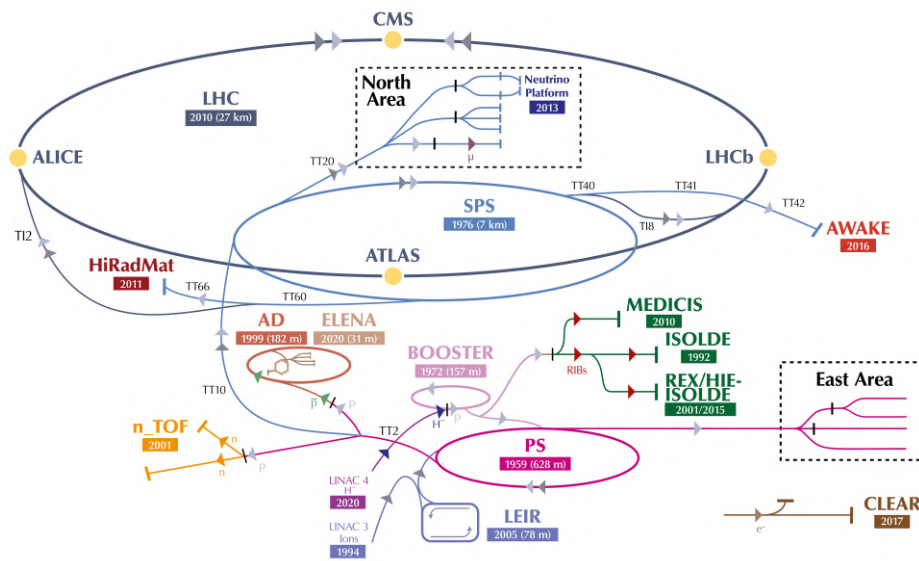 CMS
North
Area
Neutrino
Platform
2013
LHC
2010 (27 km)
ALICE
LHCb
TT20
μ
TT40
TT41
TT42
SPS
1976 (7 km)
TI8
AWAKE
2016
TI2
ATLAS
HiRadMat
2011
TT66
TT60
MEDICIS
2010
AD
1999 (182 m)
ELENA
2020 (31 m)
ISOLDE
1992
BOOSTER
1972 (157 m)
RIBs
REX/HIE-
ISOLDE
2001/2015
East Area
TT10
p̅
p
H⁻
p
n_TOF
2001
n
n
p
TT2
PS
1959 (628 m)
LINAC 4
H⁻
2020
LINAC 3
Ions
1994
LEIR
2005 (78 m)
CLEAR
2017
e⁻